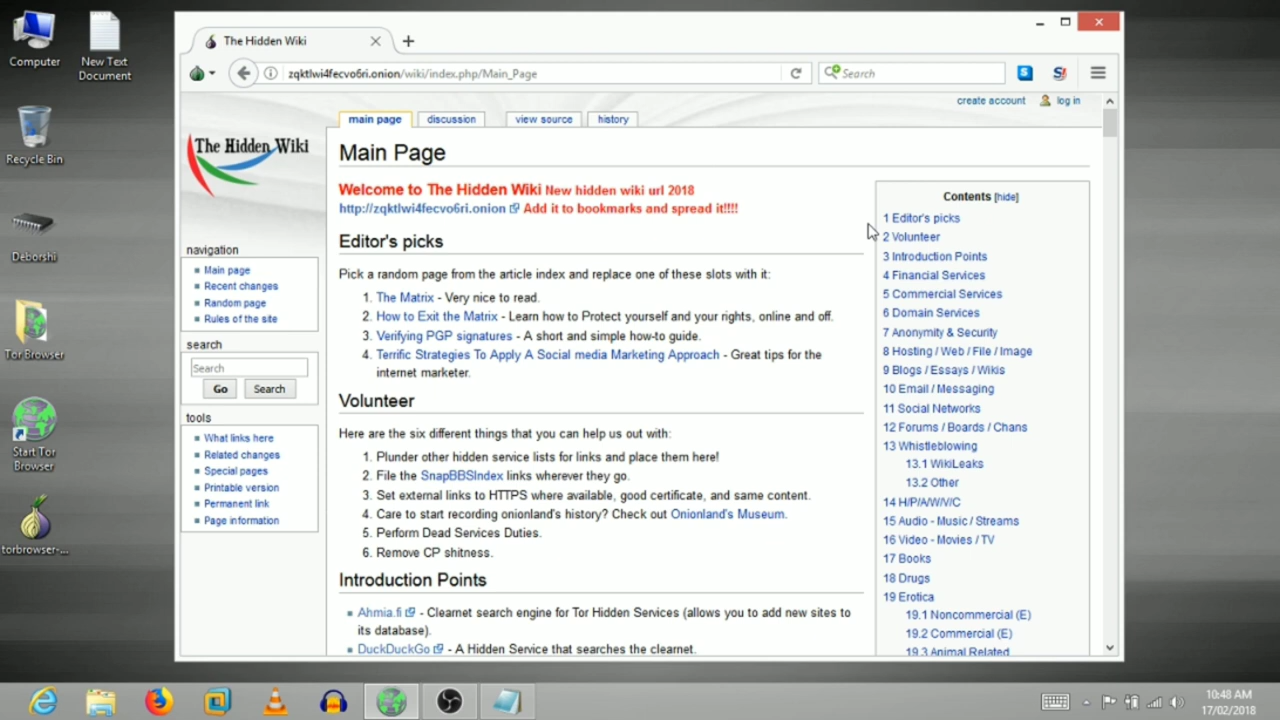 Computer
New Text
Document
Recycle Bin
Deborshi
Tor Browser
Start Tor
Browser
torbrowser-...
The Hidden Wiki
zqktlwi4fecvo6ri.onion/wiki/index.php/Main_Page
Search
create account
log in
main page
discussion
view source
history
The Hidden Wiki
navigation
Main page
Recent changes
Random page
Rules of the site
search
Search
Go
Search
tools
What links here
Related changes
Special pages
Printable version
Permanent link
Page information
Main Page
Welcome to The Hidden Wiki New hidden wiki url 2018
http://zqktlwi4fecvo6ri.onion Add it to bookmarks and spread it!!!!
Editor's picks
Pick a random page from the article index and replace one of these slots with it:
1. The Matrix - Very nice to read.
2. How to Exit the Matrix - Learn how to Protect yourself and your rights, online and off.
3. Verifying PGP signatures - A short and simple how-to guide.
4. Terrific Strategies To Apply A Social media Marketing Approach - Great tips for the
internet marketer.
Volunteer
Here are the six different things that you can help us out with:
1. Plunder other hidden service lists for links and place them here!
2. File the SnapBBSIndex links wherever they go.
3. Set external links to HTTPS where available, good certificate, and same content.
4. Care to start recording onionland's history? Check out Onionland's Museum.
5. Perform Dead Services Duties.
6. Remove CP shitness.
Introduction Points
Ahmia.fi - Clearnet search engine for Tor Hidden Services (allows you to add new sites to
its database).
DuckDuckGo - A Hidden Service that searches the clearnet.
Contents [hide]
1 Editor's picks
2 Volunteer
3 Introduction Points
4 Financial Services
5 Commercial Services
6 Domain Services
7 Anonymity & Security
8 Hosting / Web / File / Image
9 Blogs / Essays / Wikis
10 Email / Messaging
11 Social Networks
12 Forums / Boards / Chans
13 Whistleblowing
13.1 WikiLeaks
13.2 Other
14 H/P/A/W/V/C
15 Audio - Music / Streams
16 Video - Movies / TV
17 Books
18 Drugs
19 Erotica
19.1 Noncommercial (E)
19.2 Commercial (E)
19.3 Animal Related
10:48 AM
17/02/2018